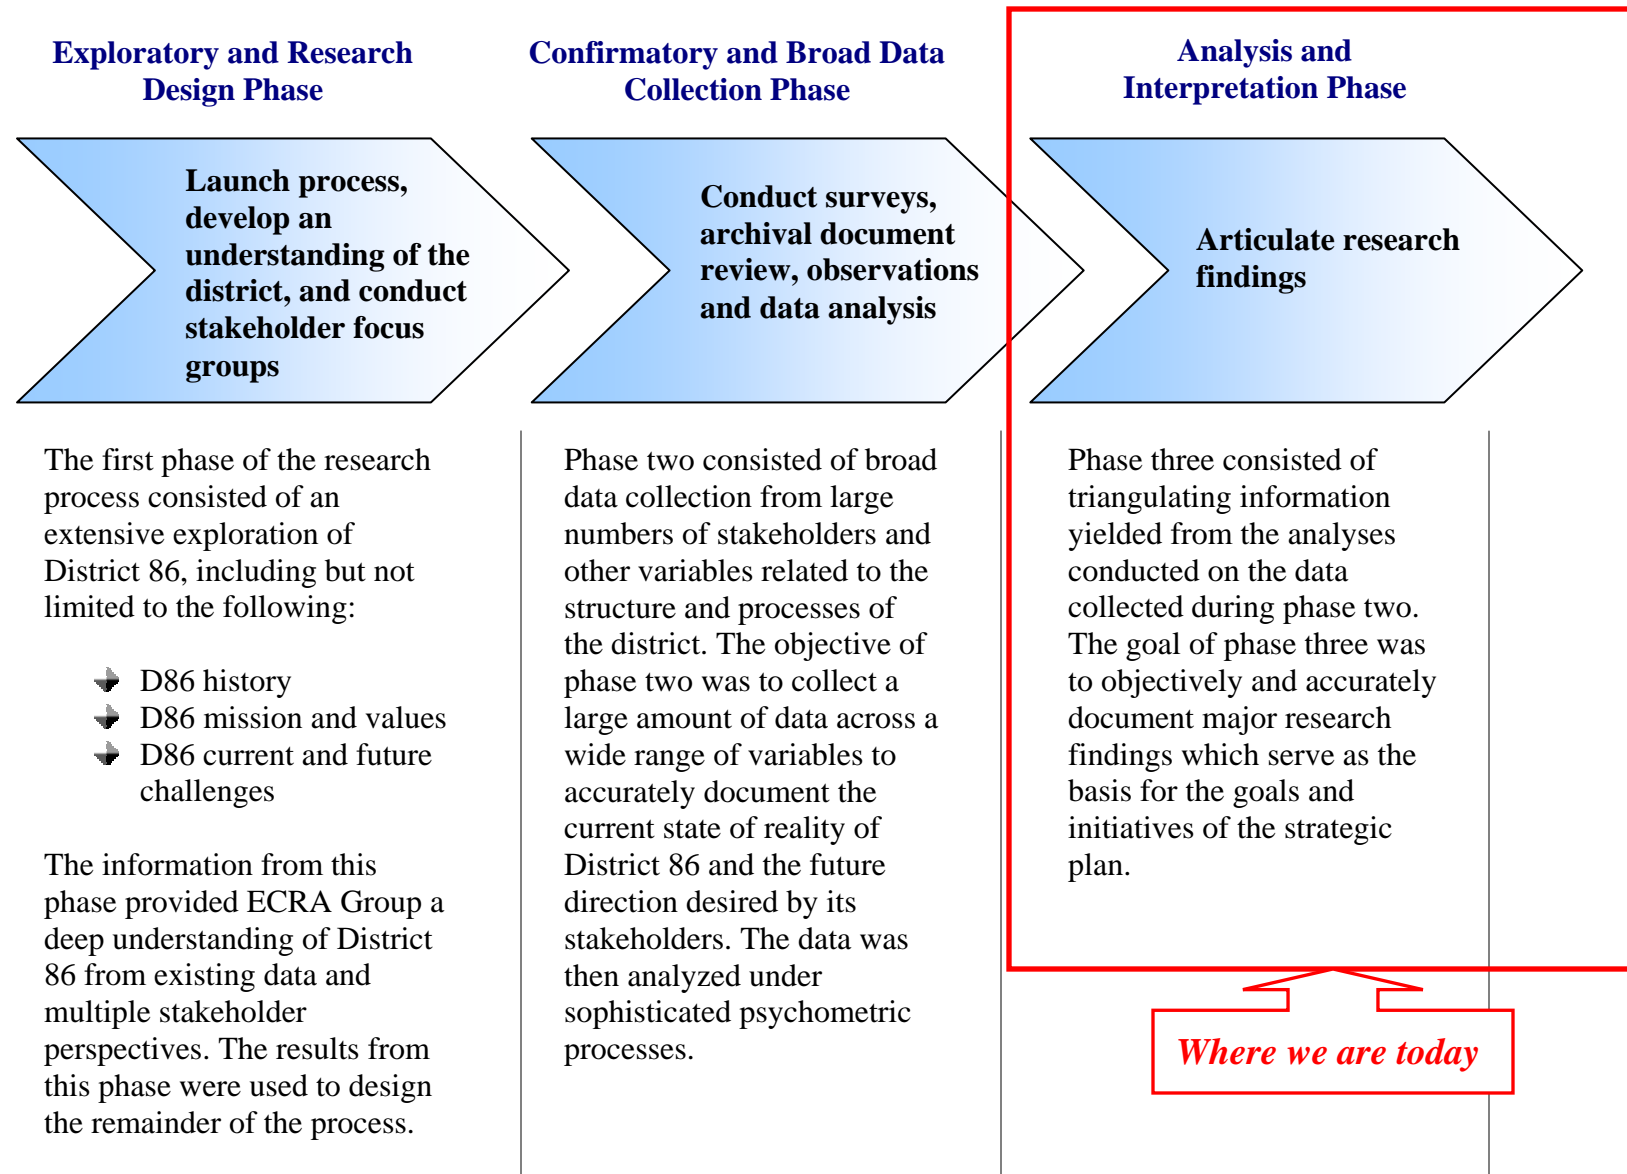 Exploratory and Research
Design Phase
Launch process,
develop an
understanding of the
district, and conduct
stakeholder focus
groups
The first phase of the research
process consisted of an
extensive exploration of
District 86, including but not
limited to the following:
D86 history
D86 mission and values
D86 current and future
challenges
The information from this
phase provided ECRA Group a
deep understanding of District
86 from existing data and
multiple stakeholder
perspectives. The results from
this phase were used to design
the remainder of the process.
Confirmatory and Broad Data
Collection Phase
Conduct surveys,
archival document
review, observations
and data analysis
Phase two consisted of broad
data collection from large
numbers of stakeholders and
other variables related to the
structure and processes of
the district. The objective of
phase two was to collect a
large amount of data across a
wide range of variables to
accurately document the
current state of reality of
District 86 and the future
direction desired by its
stakeholders. The data was
then analyzed under
sophisticated psychometric
processes.
Analysis and
Interpretation Phase
Articulate research
findings
Phase three consisted of
triangulating information
yielded from the analyses
conducted on the data
collected during phase two.
The goal of phase three was
to objectively and accurately
document major research
findings which serve as the
basis for the goals and
initiatives of the strategic
plan.
Where we are today